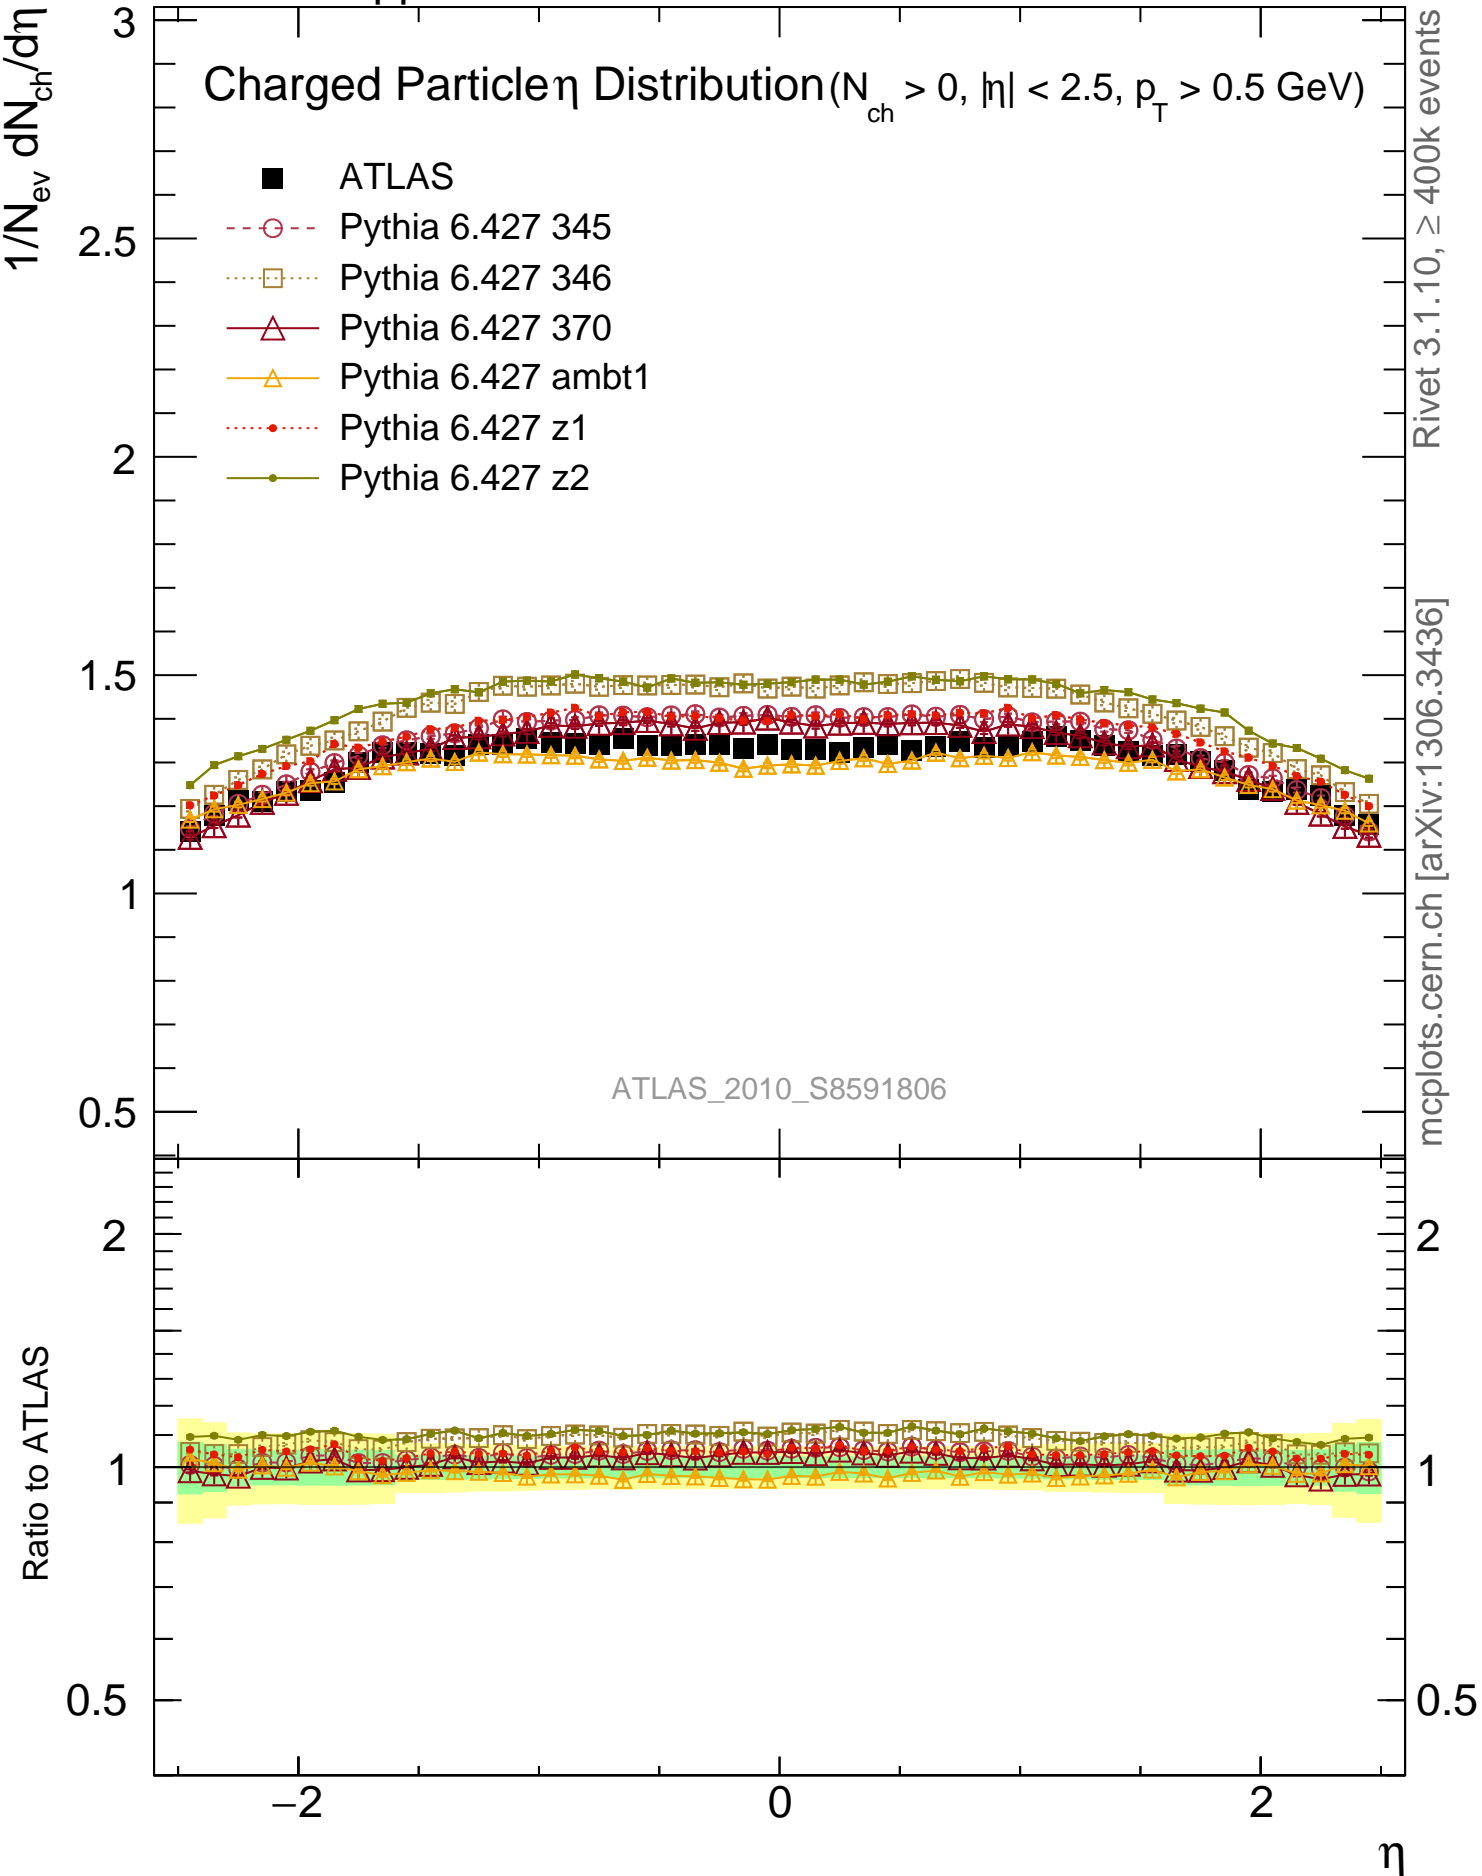 3
1/N_ev dN_ch/dη
Charged Particle η Distribution (N_ch > 0, |η| < 2.5, p_T > 0.5 GeV)
ATLAS
Pythia 6.427 345
Pythia 6.427 346
Pythia 6.427 370
Pythia 6.427 ambt1
Pythia 6.427 z1
Pythia 6.427 z2
2.5
2
1.5
1
0.5
ATLAS_2010_S8591806
Rivet 3.1.10, ≥ 400k events
mcplots.cern.ch [arXiv:1306.3436]
Ratio to ATLAS
2
1
0.5
2
1
0.5
−2
0
2
η